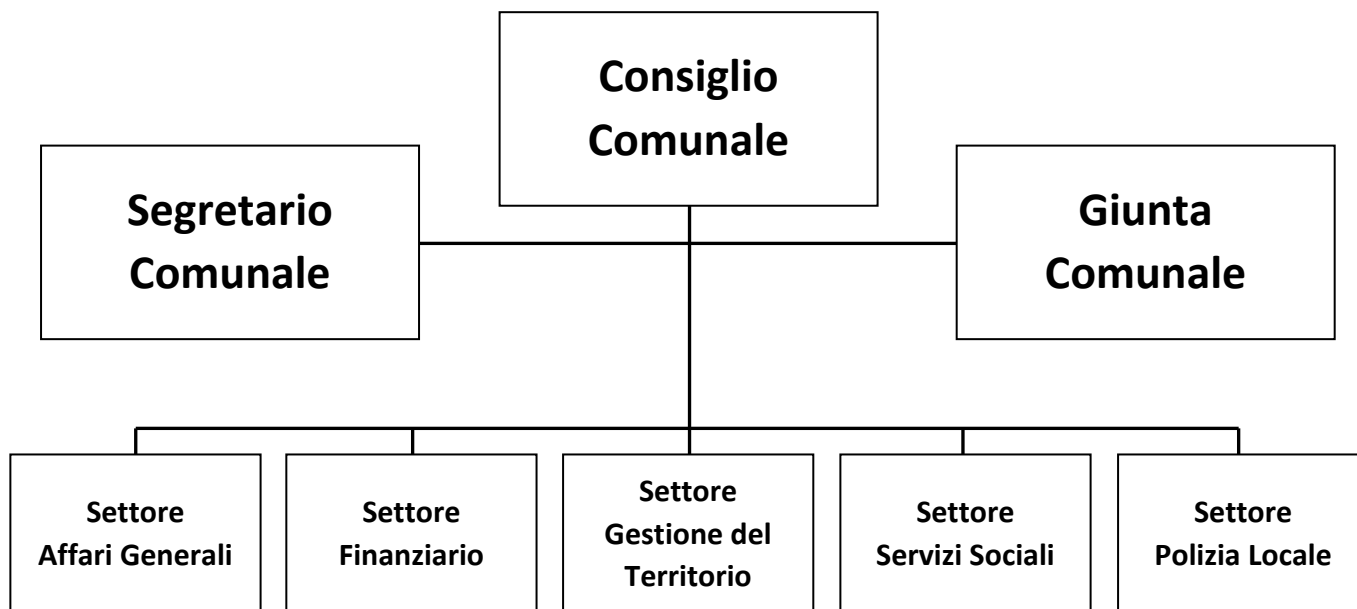 Consiglio
Comunale
Segretario
Comunale
Giunta
Comunale
Settore
Affari Generali
Settore
Finanziario
Settore
Gestione del
Territorio
Settore
Servizi Sociali
Settore
Polizia Locale